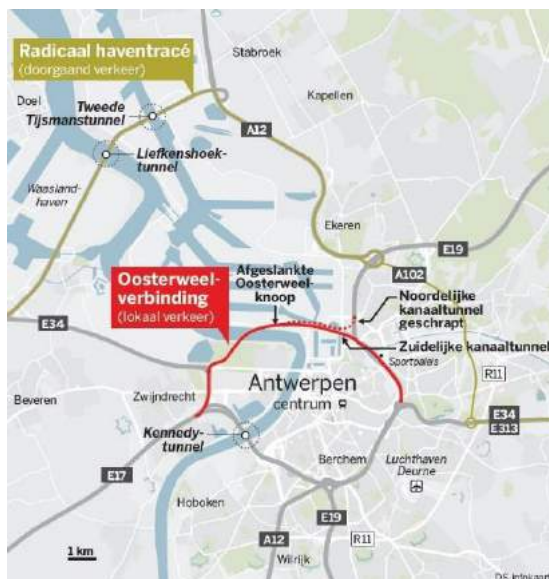 Radicaal haventracé
(doorgaand verkeer)
Stabroek
Doel
Tweede
Tijsmanstunnel
Kapellen
A12
Liefkenshoek-
tunnel
Waasland-
haven
Ekeren
E19
Oosterweel-
verbinding
(lokaal verkeer)
Afgeslankte
Oosterweel-
knoop
A102
Noordelijke
kanaaltunnel
geschrapt
E34
Zuidelijke kanaaltunnel
Sportpaleis
R11
Zwijndrecht
Antwerpen
centrum
Beveren
E34
E313
Kennedy-
tunnel
Luchthaven
Deurne
Berchem
E17
Hoboken
E19
A12
R11
Wilrijk
1 km